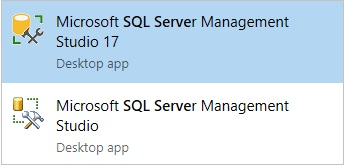 Microsoft SQL Server Management
Studio 17
Desktop app
Microsoft SQL Server Management
Studio
Desktop app